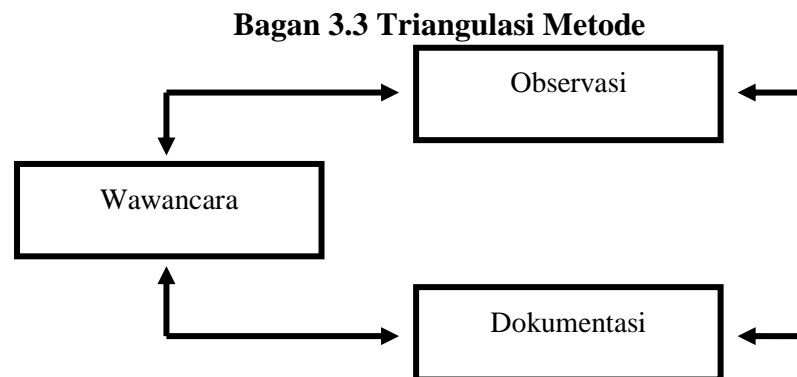 Bagan 3.3 Triangulasi Metode
Observasi
Wawancara
Dokumentasi